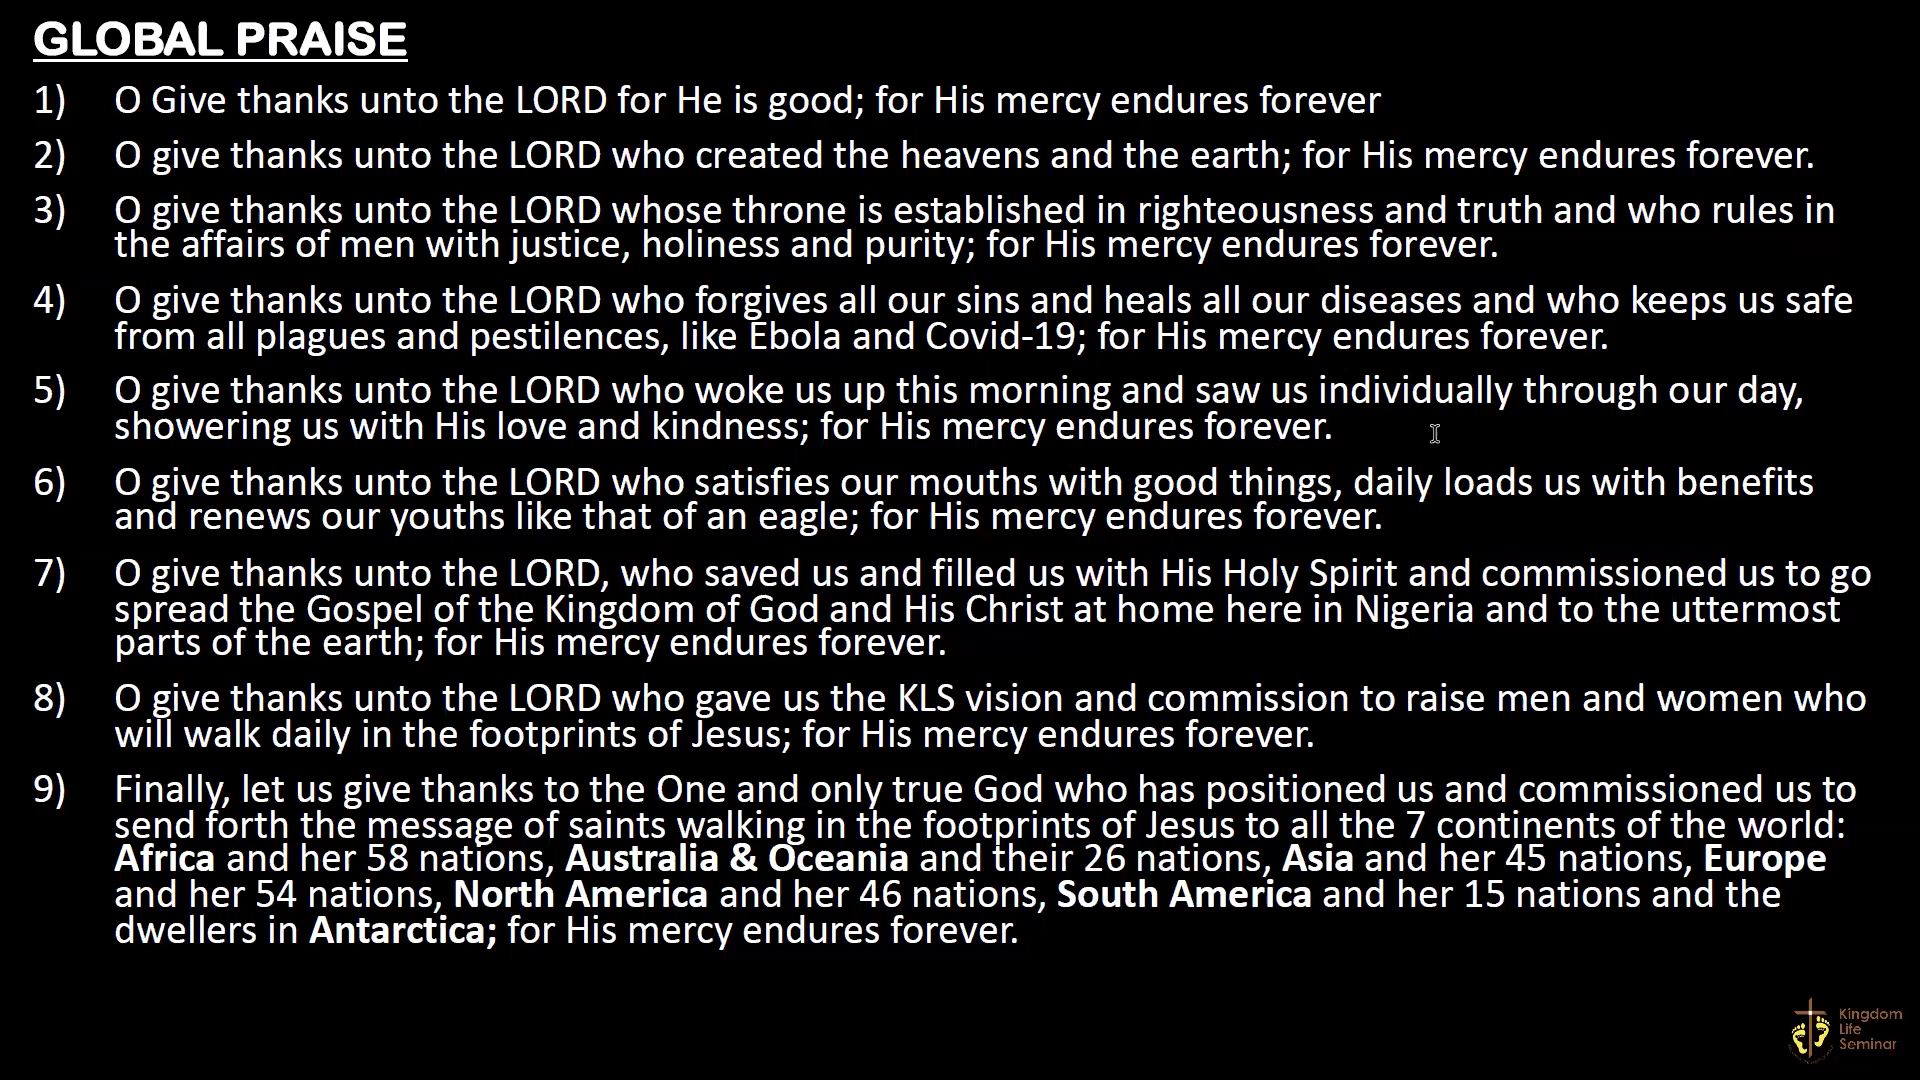 GLOBAL PRAISE
1) O Give thanks unto the LORD for He is good; for His mercy endures forever
2) O give thanks unto the LORD who created the heavens and the earth; for His mercy endures forever.
3) O give thanks unto the LORD whose throne is established in righteousness and truth and who rules in
the affairs of men with justice, holiness and purity; for His mercy endures forever.
4) O give thanks unto the LORD who forgives all our sins and heals all our diseases and who keeps us safe
from all plagues and pestilences, like Ebola and Covid-19; for His mercy endures forever.
5) O give thanks unto the LORD who woke us up this morning and saw us individually through our day,
showering us with His love and kindness; for His mercy endures forever.
6) O give thanks unto the LORD who satisfies our mouths with good things, daily loads us with benefits
and renews our youths like that of an eagle; for His mercy endures forever.
7) O give thanks unto the LORD, who saved us and filled us with His Holy Spirit and commissioned us to go
spread the Gospel of the Kingdom of God and His Christ at home here in Nigeria and to the uttermost
parts of the earth; for His mercy endures forever.
8) O give thanks unto the LORD who gave us the KLS vision and commission to raise men and women who
will walk daily in the footprints of Jesus; for His mercy endures forever.
9) Finally, let us give thanks to the One and only true God who has positioned us and commissioned us to
send forth the message of saints walking in the footprints of Jesus to all the 7 continents of the world:
Africa and her 58 nations, Australia & Oceania and their 26 nations, Asia and her 45 nations, Europe
and her 54 nations, North America and her 46 nations, South America and her 15 nations and the
dwellers in Antarctica; for His mercy endures forever.
Kingdom
Life
Seminar